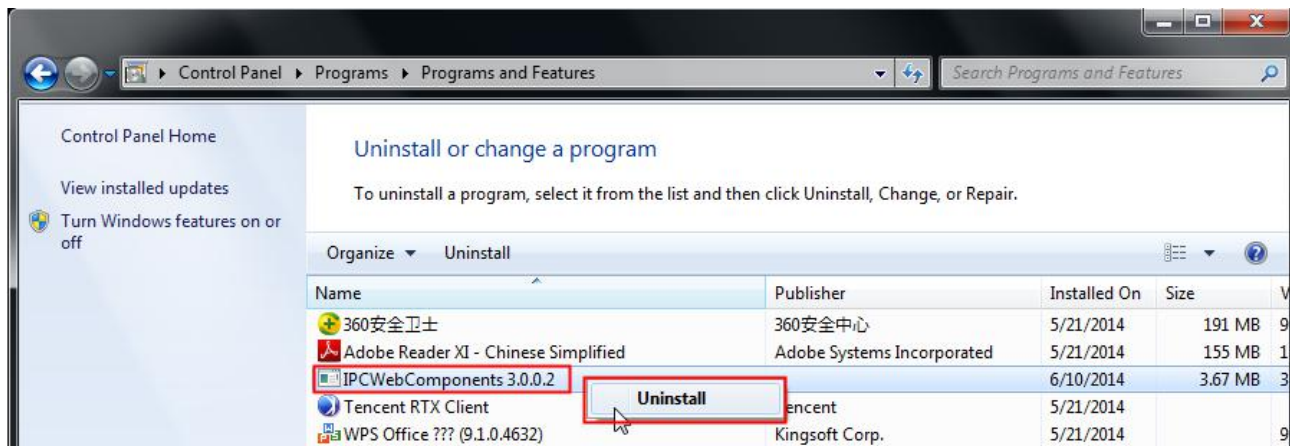 Control Panel ▸ Programs ▸ Programs and Features
Search Programs and Features
Control Panel Home
View installed updates
Turn Windows features on or
off
Uninstall or change a program
To uninstall a program, select it from the list and then click Uninstall, Change, or Repair.
Organize Uninstall
Name Publisher Installed On Size
360安全卫士 360安全中心 5/21/2014 191 MB 9
Adobe Reader XI - Chinese Simplified Adobe Systems Incorporated 5/21/2014 155 MB 1
IPCWebComponents 3.0.0.2 6/10/2014 3.67 MB 3
Uninstall
Tencent RTX Client encent 5/21/2014
WPS Office ??? (9.1.0.4632) Kingsoft Corp. 5/21/2014 9